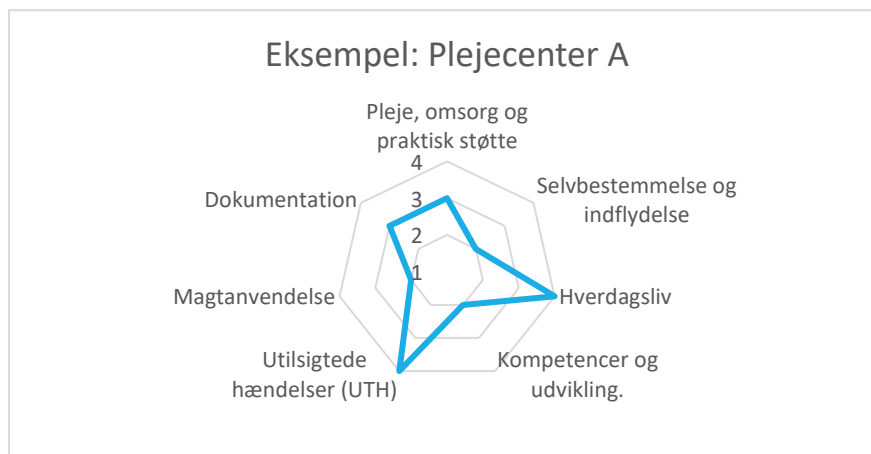 Eksempel: Plejecenter A
Pleje, omsorg og
praktisk støtte
4
3
2
1
Selvbestemmelse og
indflydelse
Hverdagsliv
Kompetencer og
udvikling.
Utilsigtede
hændelser (UTH)
Magtanvendelse
Dokumentation